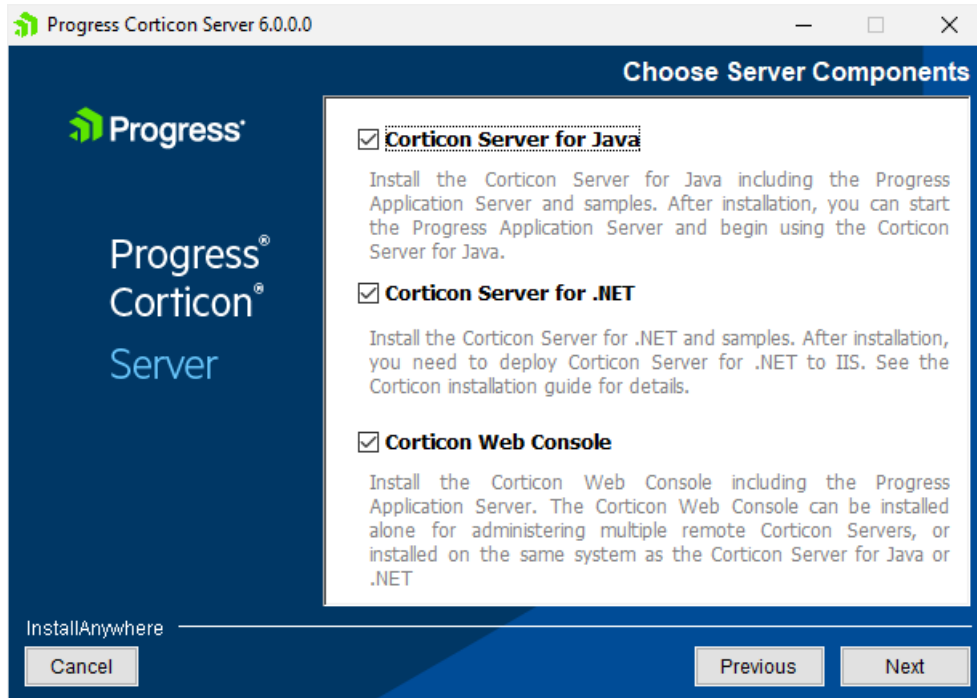 Progress Corticon Server 6.0.0.0
Choose Server Components
Progress®
Progress®
Corticon®
Server
Corticon Server for Java
Install the Corticon Server for Java including the Progress
Application Server and samples. After installation, you can start
the Progress Application Server and begin using the Corticon
Server for Java.
Corticon Server for .NET
Install the Corticon Server for .NET and samples. After installation,
you need to deploy Corticon Server for .NET to IIS. See the
Corticon installation guide for details.
Corticon Web Console
Install the Corticon Web Console including the Progress
Application Server. The Corticon Web Console can be installed
alone for administering multiple remote Corticon Servers, or
installed on the same system as the Corticon Server for Java or
.NET
InstallAnywhere
Cancel
Previous
Next